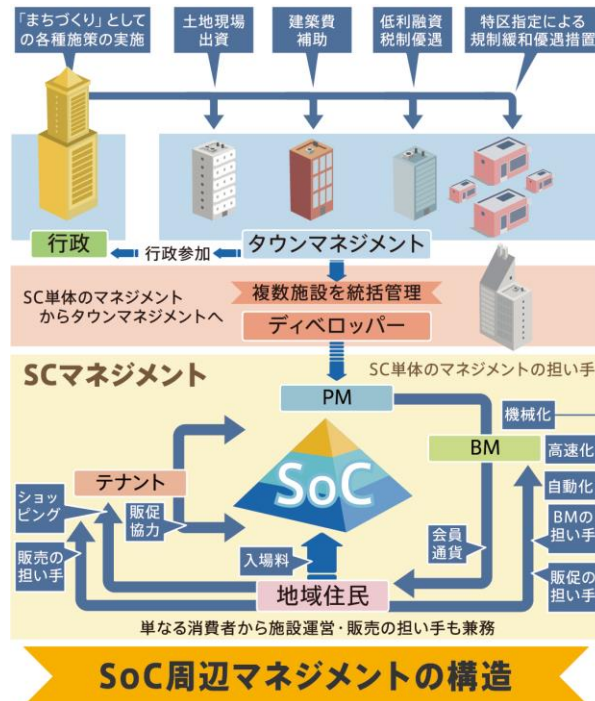 「まちづくり」として
の各種施策の実施
土地現場
出資
建築費
補助
低利融資
税制優遇
特区指定による
規制緩和優遇措置
行政
行政参加
タウンマネジメント
SC単体のマネジメント
からタウンマネジメントへ
複数施設を統括管理
ディベロッパー
SCマネジメント
SC単体のマネジメントの担い手
PM
機械化
BM
高速化
SoC
テナント
自動化
ショッ
ピング
販促
協力
BMの
担い手
会員
通貨
販売の
担い手
入場料
販促の
担い手
地域住民
単なる消費者から施設運営・販売の担い手も兼務
SoC周辺マネジメントの構造